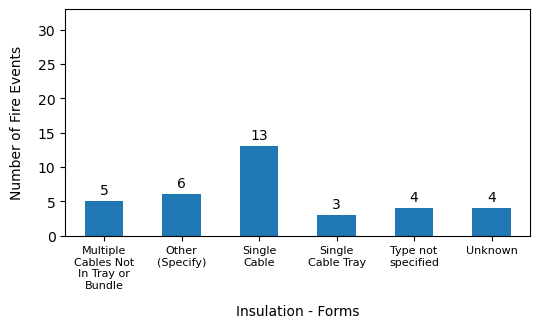 Number of Fire Events
30
25
20
15
10
5
0
5
6
13
3
4
4
Multiple
Cables Not
In Tray or
Bundle
Other
(Specify)
Single
Cable
Single
Cable Tray
Type not
specified
Unknown
Insulation - Forms